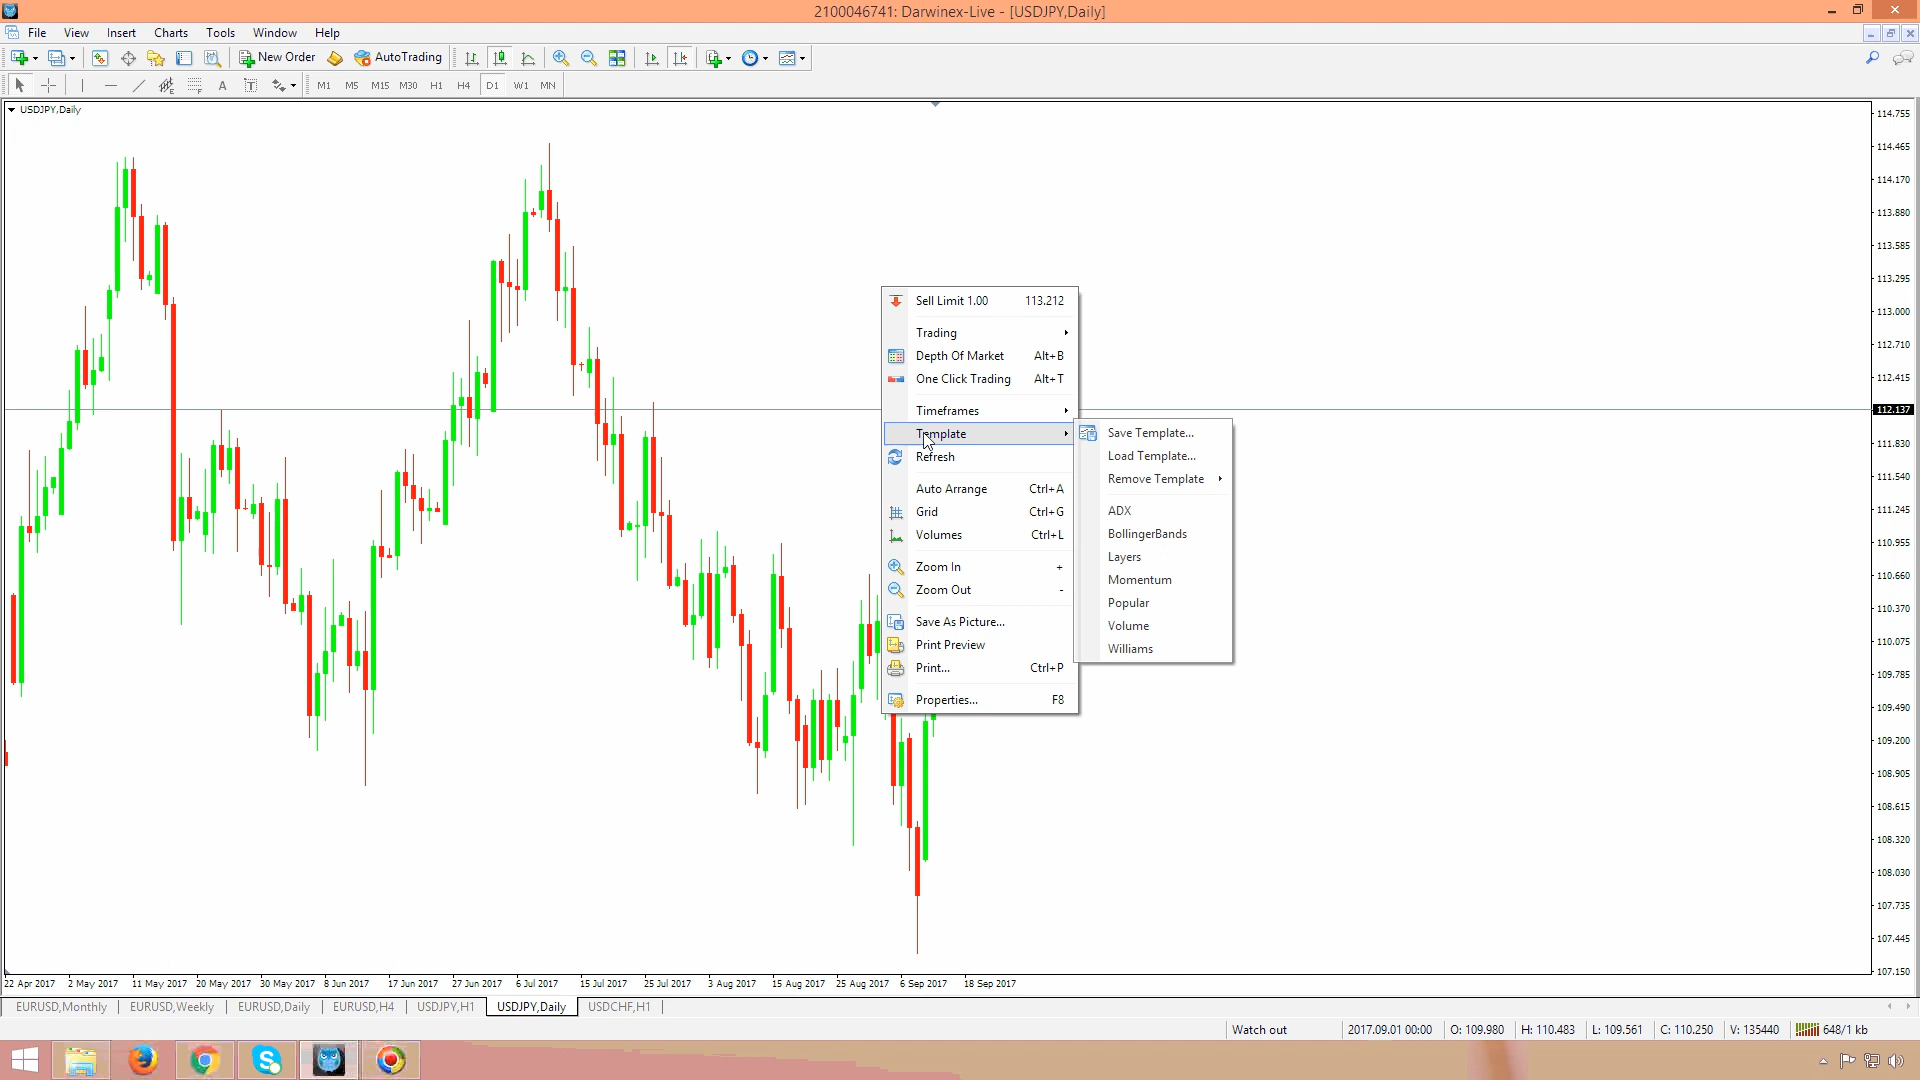 2100046741: Darwinex-Live - [USDJPY,Daily]
File View Insert Charts Tools Window Help
New Order AutoTrading
A T M1 M5 M15 M30 H1 H4 D1 W1 MN
USDJPY,Daily
114.755
114.465
114.170
113.880
113.585
113.295
113.000
112.710
112.415
112.137
111.830
111.540
111.245
110.955
110.660
110.370
110.075
109.785
109.490
109.200
108.905
108.615
108.320
108.030
107.735
107.445
107.150
Sell Limit 1.00 113.212
Trading
Depth Of Market Alt+B
One Click Trading Alt+T
Timeframes
Template
Refresh
Auto Arrange Ctrl+A
Grid Ctrl+G
Volumes Ctrl+L
Zoom In +
Zoom Out -
Save As Picture...
Print Preview
Print... Ctrl+P
Properties... F8
Save Template...
Load Template...
Remove Template
ADX
BollingerBands
Layers
Momentum
Popular
Volume
Williams
22 Apr 2017 2 May 2017 11 May 2017 20 May 2017 30 May 2017 8 Jun 2017 17 Jun 2017 27 Jun 2017 6 Jul 2017 15 Jul 2017 25 Jul 2017 3 Aug 2017 15 Aug 2017 25 Aug 2017 6 Sep 2017 18 Sep 2017
EURUSD,Monthly EURUSD,Weekly EURUSD,Daily EURUSD,H4 USDJPY,H1 USDJPY,Daily USDCHF,H1
Watch out 2017.09.01 00:00 O: 109.980 H: 110.483 L: 109.561 C: 110.250 V: 135440 648/1 kb